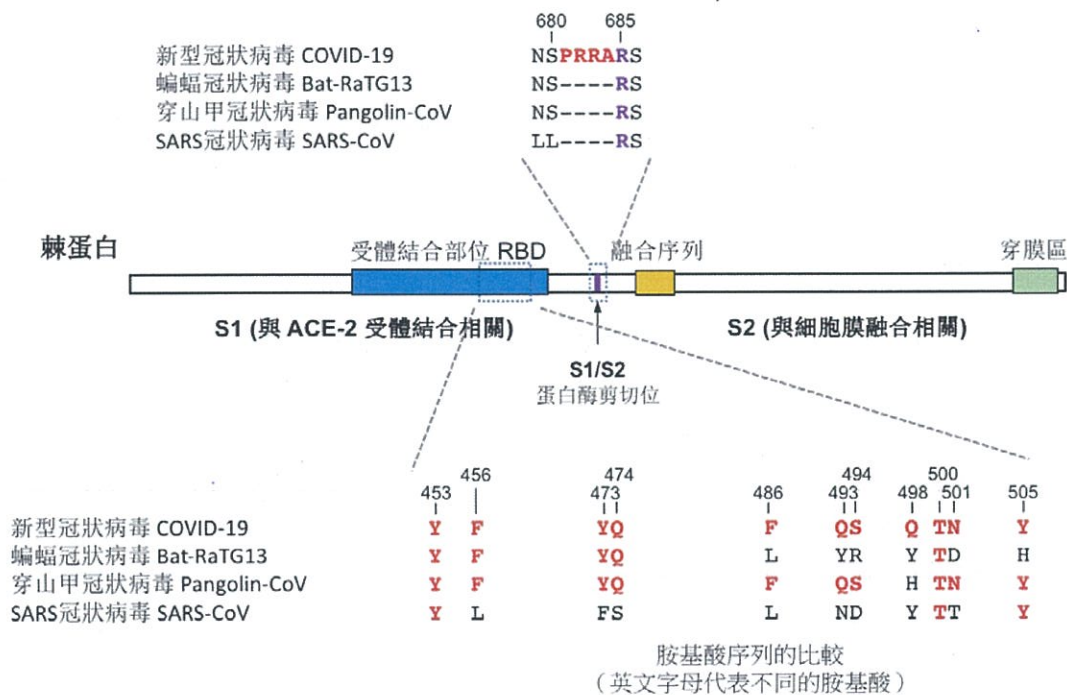 680 685
新型冠狀病毒 COVID-19 NSPRRARS
蝙蝠冠狀病毒 Bat-RaTG13 NS----RS
穿山甲冠狀病毒 Pangolin-CoV NS----RS
SARS冠狀病毒 SARS-CoV LL----RS
棘蛋白 受體結合部位 RBD 融合序列 穿膜區
S1 (與 ACE-2 受體結合相關) S2 (與細胞膜融合相關)
S1/S2
蛋白酶剪切位
456 474 494 500
453 473 486 493 498 501 505
新型冠狀病毒 COVID-19 Y F YQ F QS Q TN Y
蝙蝠冠狀病毒 Bat-RaTG13 Y F YQ L YR Y TD H
穿山甲冠狀病毒 Pangolin-CoV Y F YQ F QS H TN Y
SARS冠狀病毒 SARS-CoV Y L FS L ND Y TT Y
胺基酸序列的比較
（英文字母代表不同的胺基酸）